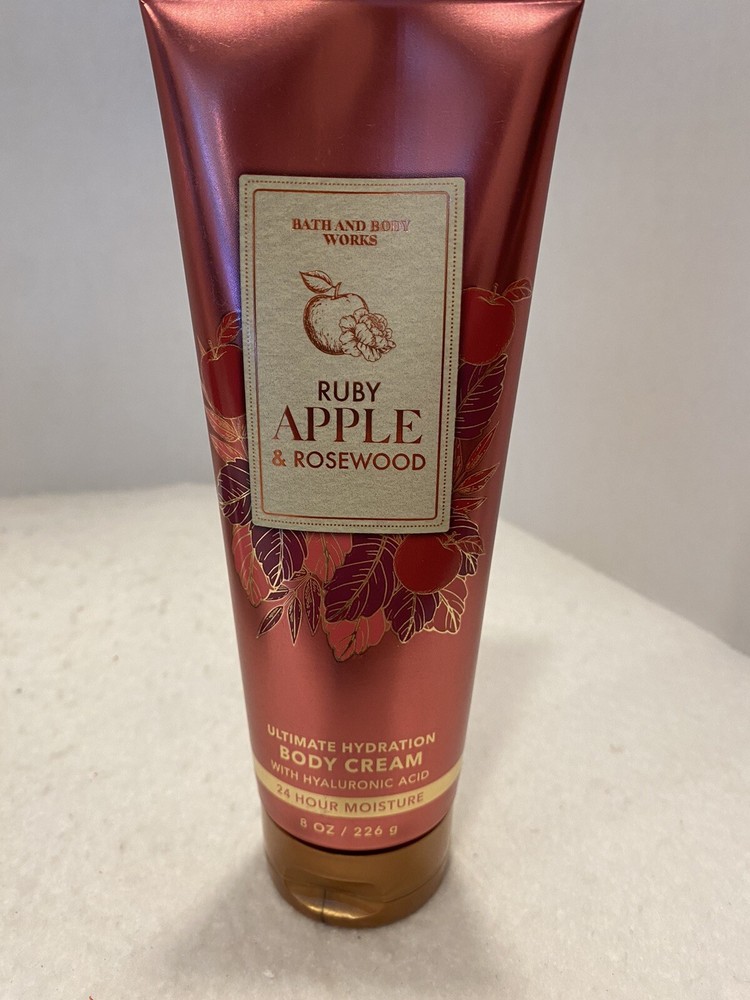 BATH AND BODY
WORKS
RUBY
APPLE
& ROSEWOOD
ULTIMATE HYDRATION
BODY CREAM
WITH HYALURONIC ACID
24 HOUR MOISTURE
8 OZ / 226 g